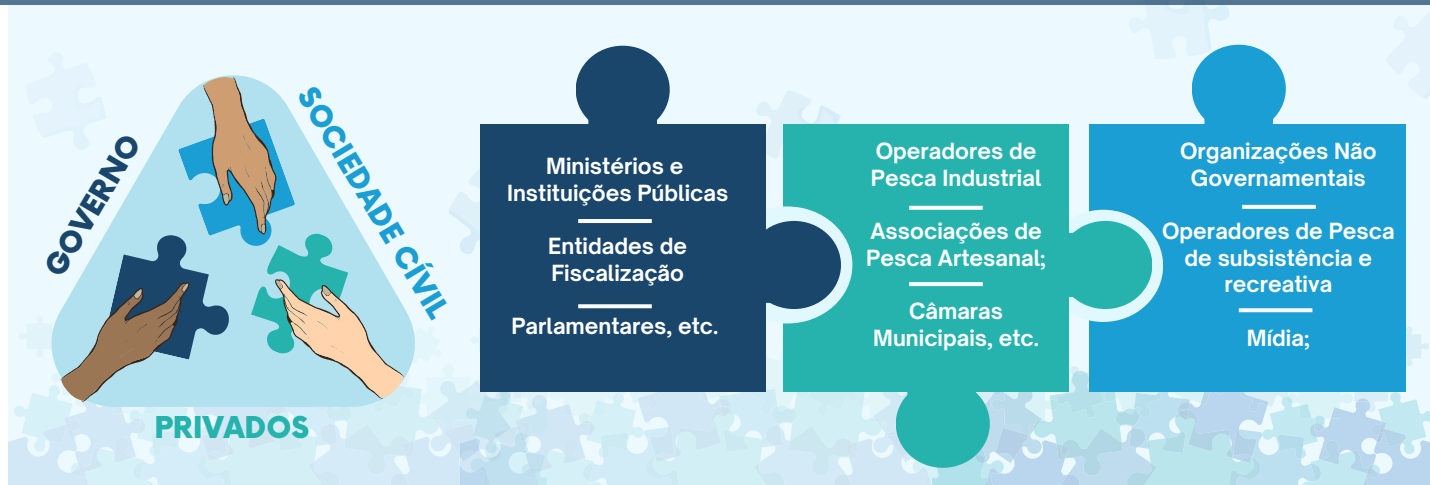 GOVERNO
SOCIEDADE CÍVIL
PRIVADOS
Ministérios e
Instituições Públicas
Entidades de
Fiscalização
Parlamentares, etc.
Operadores de
Pesca Industrial
Associações de
Pesca Artesanal;
Câmaras
Municipais, etc.
Organizações Não
Governamentais
Operadores de Pesca
de subsistência e
recreativa
Mídia;